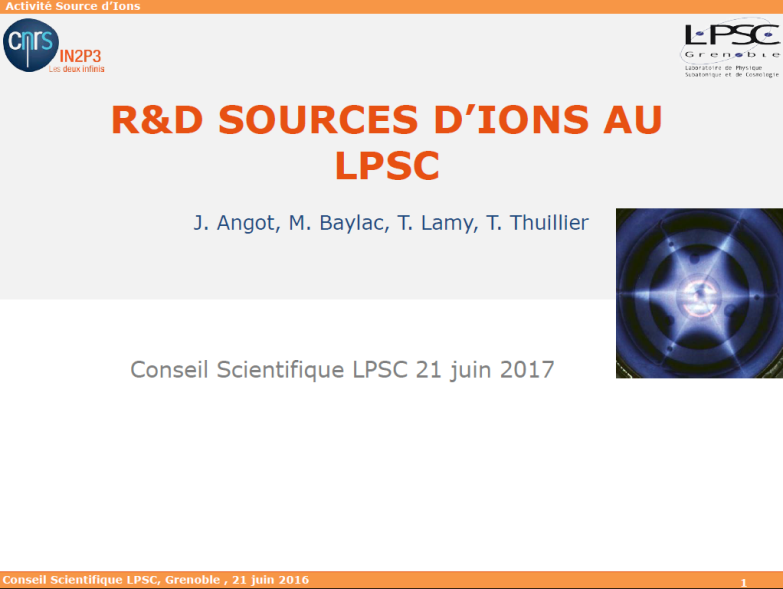 Activité Source d'Ions
cnrs
IN2P3
Les deux infinis
LPSC
Grenoble
Laboratoire de Physique
Subatomique et de Cosmologie
R&D SOURCES D'IONS AU
LPSC
J. Angot, M. Baylac, T. Lamy, T. Thuillier
Conseil Scientifique LPSC 21 juin 2017
Conseil Scientifique LPSC, Grenoble , 21 juin 2016
1